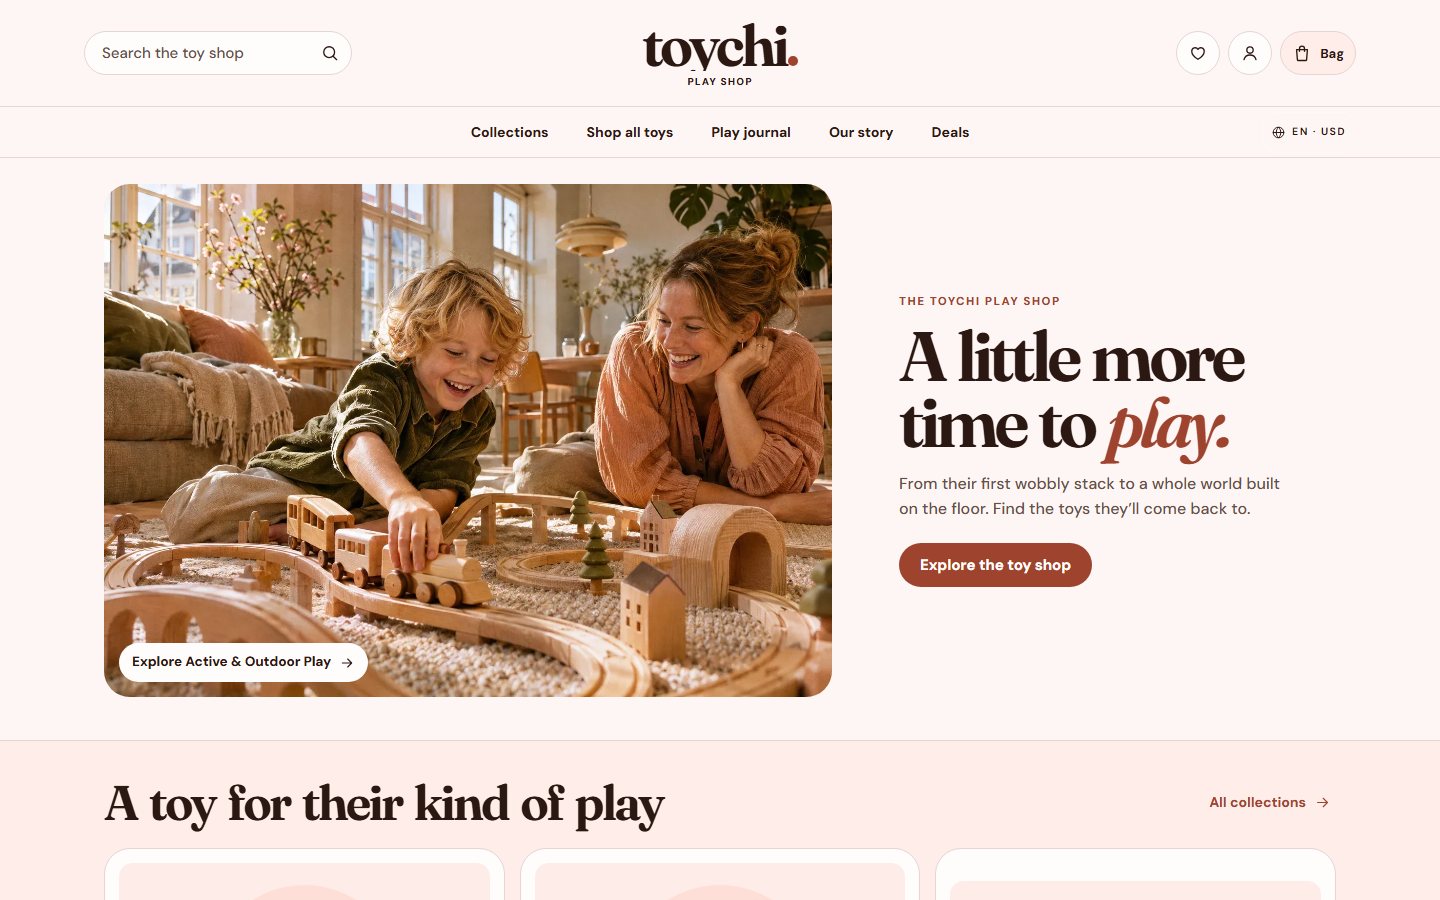 Search the toy shop
toychi.
PLAY SHOP
Bag
Collections
Shop all toys
Play journal
Our story
Deals
EN · USD
THE TOYCHI PLAY SHOP
A little more
time to play.
From their first wobbly stack to a whole world built
on the floor. Find the toys they’ll come back to.
Explore the toy shop
Explore Active & Outdoor Play
A toy for their kind of play
All collections